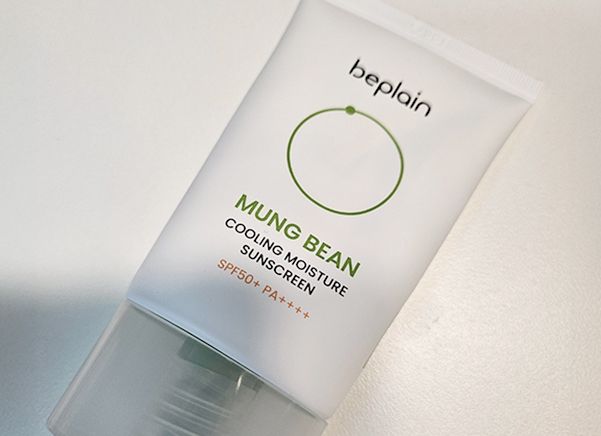 beplain
MUNG BEAN
COOLING MOISTURE
SUNSCREEN
SPF50+ PA++++